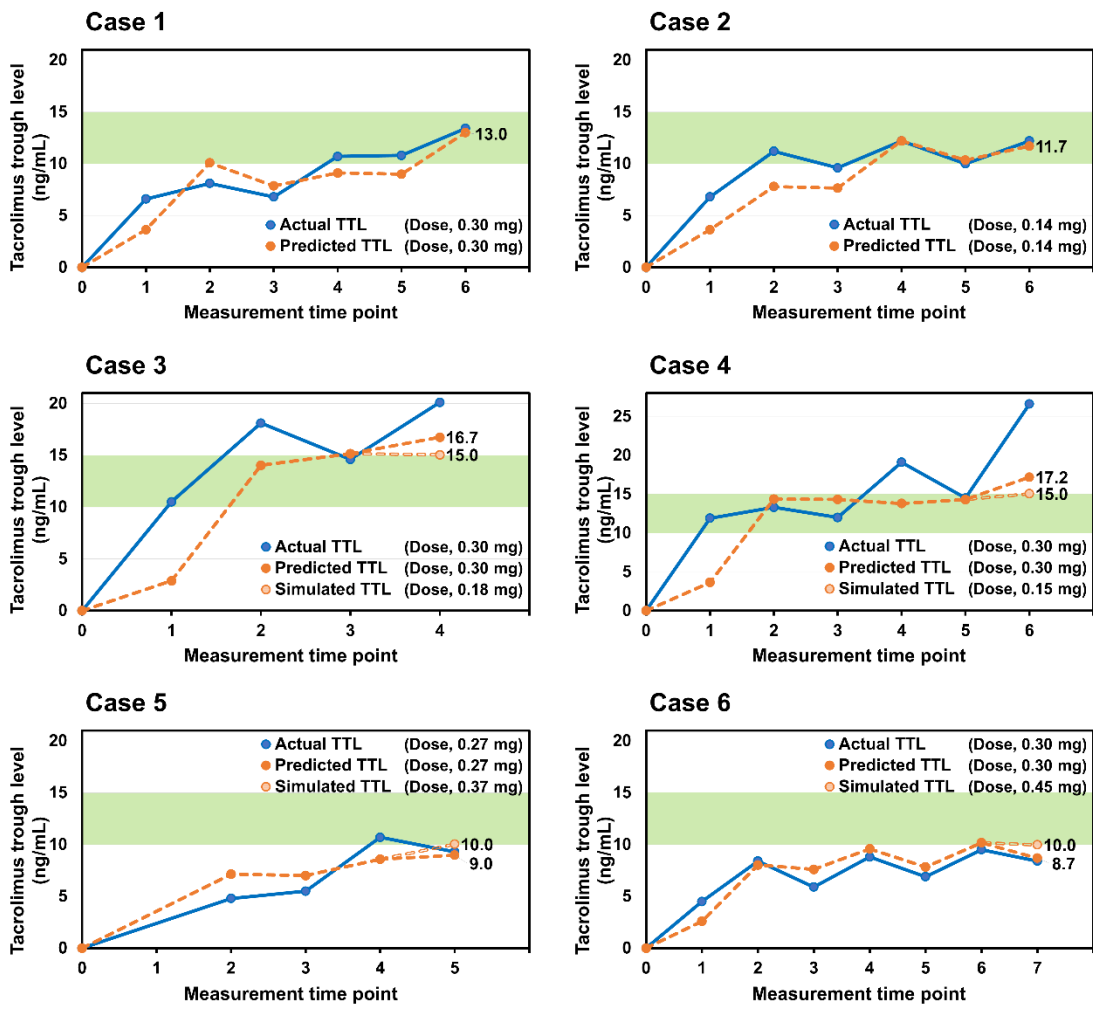 Case 1
Tacrolimus trough level
(ng/mL)
20
15
10
5
0
13.0
Actual TTL (Dose, 0.30 mg)
Predicted TTL (Dose, 0.30 mg)
0 1 2 3 4 5 6
Measurement time point
Case 2
Tacrolimus trough level
(ng/mL)
20
15
10
5
0
11.7
Actual TTL (Dose, 0.14 mg)
Predicted TTL (Dose, 0.14 mg)
0 1 2 3 4 5 6
Measurement time point
Case 3
Tacrolimus trough level
(ng/mL)
20
15
10
5
0
16.7
15.0
Actual TTL (Dose, 0.30 mg)
Predicted TTL (Dose, 0.30 mg)
Simulated TTL (Dose, 0.18 mg)
0 1 2 3 4
Measurement time point
Case 4
Tacrolimus trough level
(ng/mL)
25
20
15
10
5
0
17.2
15.0
Actual TTL (Dose, 0.30 mg)
Predicted TTL (Dose, 0.30 mg)
Simulated TTL (Dose, 0.15 mg)
0 1 2 3 4 5 6
Measurement time point
Case 5
Tacrolimus trough level
(ng/mL)
20
15
10
5
0
Actual TTL (Dose, 0.27 mg)
Predicted TTL (Dose, 0.27 mg)
Simulated TTL (Dose, 0.37 mg)
10.0
9.0
0 1 2 3 4 5
Measurement time point
Case 6
Tacrolimus trough level
(ng/mL)
20
15
10
5
0
Actual TTL (Dose, 0.30 mg)
Predicted TTL (Dose, 0.30 mg)
Simulated TTL (Dose, 0.45 mg)
10.0
8.7
0 1 2 3 4 5 6 7
Measurement time point